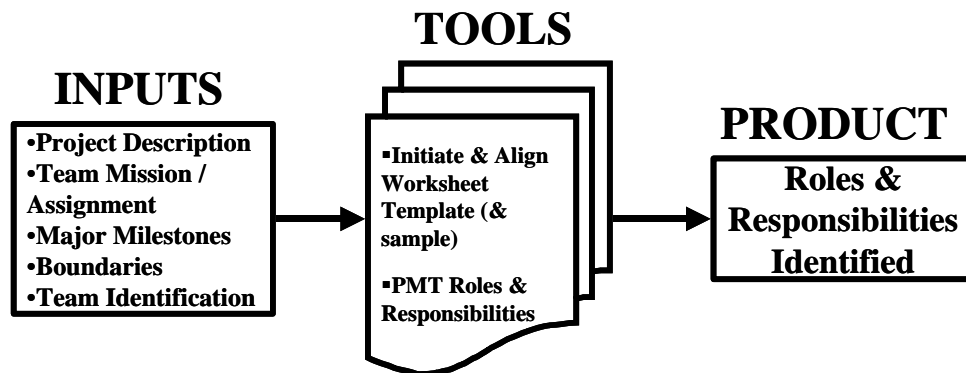 INPUTS
•Project Description
•Team Mission /
Assignment
•Major Milestones
•Boundaries
•Team Identification
TOOLS
▪Initiate & Align
Worksheet
Template (&
sample)
▪PMT Roles &
Responsibilities
PRODUCT
Roles &
Responsibilities
Identified